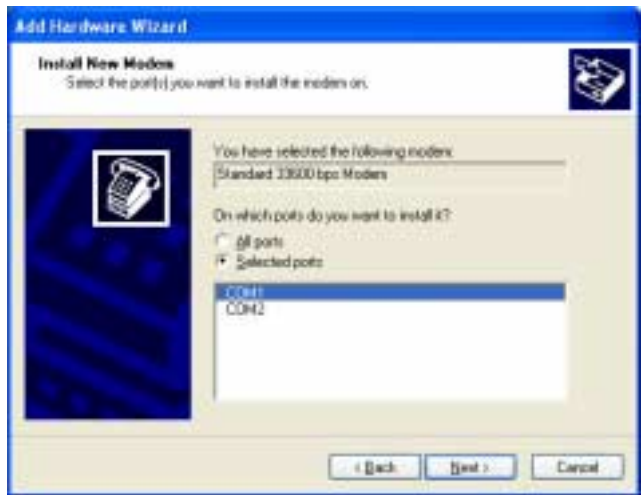 Add Hardware Wizard
Install New Modem
Select the port(s) you want to install the modem on.
You have selected the following modem:
Standard 33600 bps Modem
On which ports do you want to install it?
All ports
Selected ports
COM1
COM2
< Back
Next >
Cancel